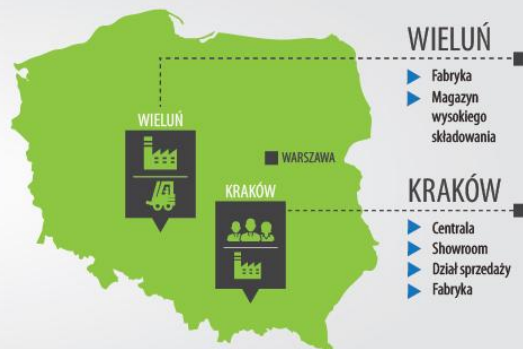 WIELUŃ
WARSZAWA
KRAKÓW
WIELUŃ
Fabryka
Magazyn
wysokiego
składowania
KRAKÓW
Centrala
Showroom
Dział sprzedaży
Fabryka